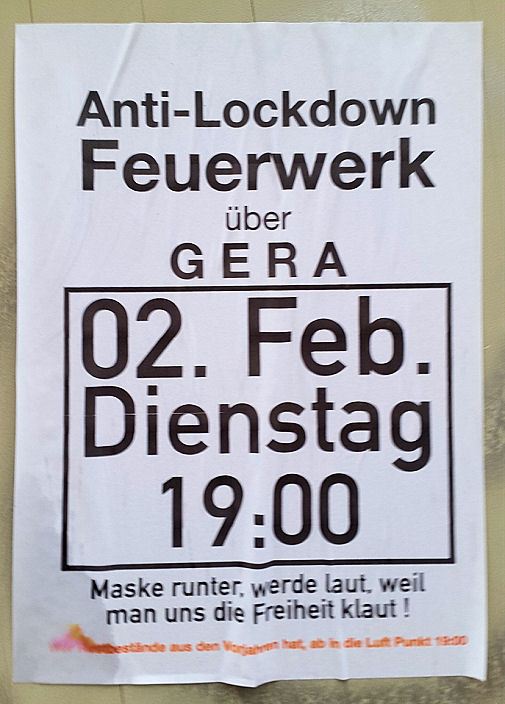 Anti-Lockdown
Feuerwerk
über
GERA
02. Feb.
Dienstag
19:00
Maske runter, werde laut, weil
man uns die Freiheit klaut !
aus den Vorjahren hat, ab in die Luft Punkt 19:00